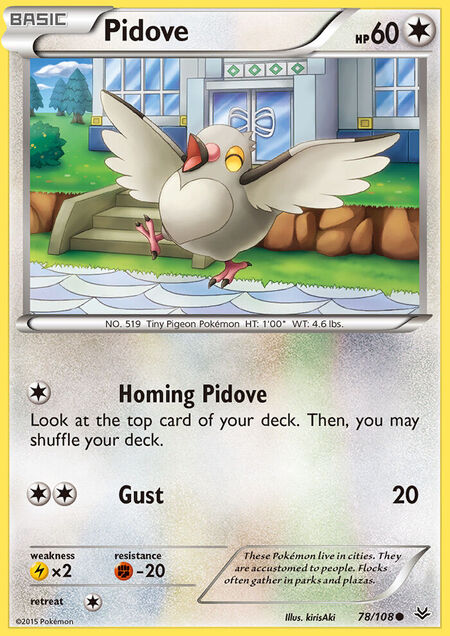 BASIC
Pidove
HP60
NO. 519 Tiny Pigeon Pokémon HT: 1'00" WT: 4.6 lbs.
Homing Pidove
Look at the top card of your deck. Then, you may
shuffle your deck.
Gust 20
weakness
×2
resistance
-20
retreat
These Pokémon live in cities. They
are accustomed to people. Flocks
often gather in parks and plazas.
©2015 Pokémon
Illus. kirisAki
78/108